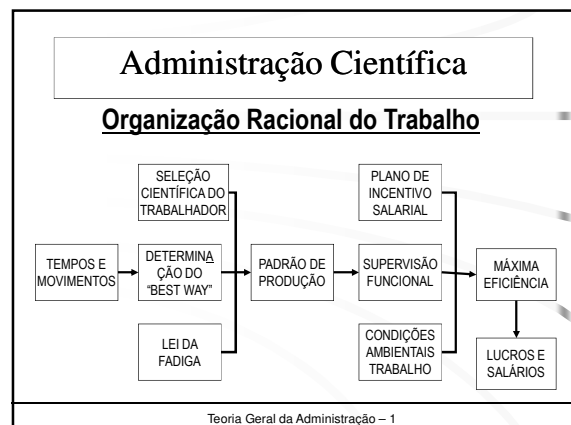 Administração Científica
Organização Racional do Trabalho
SELEÇÃO
CIENTÍFICA DO
TRABALHADOR
PLANO DE
INCENTIVO
SALARIAL
TEMPOS E
MOVIMENTOS
DETERMINA
ÇÃO DO
“BEST WAY”
PADRÃO DE
PRODUÇÃO
SUPERVISÃO
FUNCIONAL
MÁXIMA
EFICIÊNCIA
LEI DA
FADIGA
CONDIÇÕES
AMBIENTAIS
TRABALHO
LUCROS E
SALÁRIOS
Teoria Geral da Administração – 1